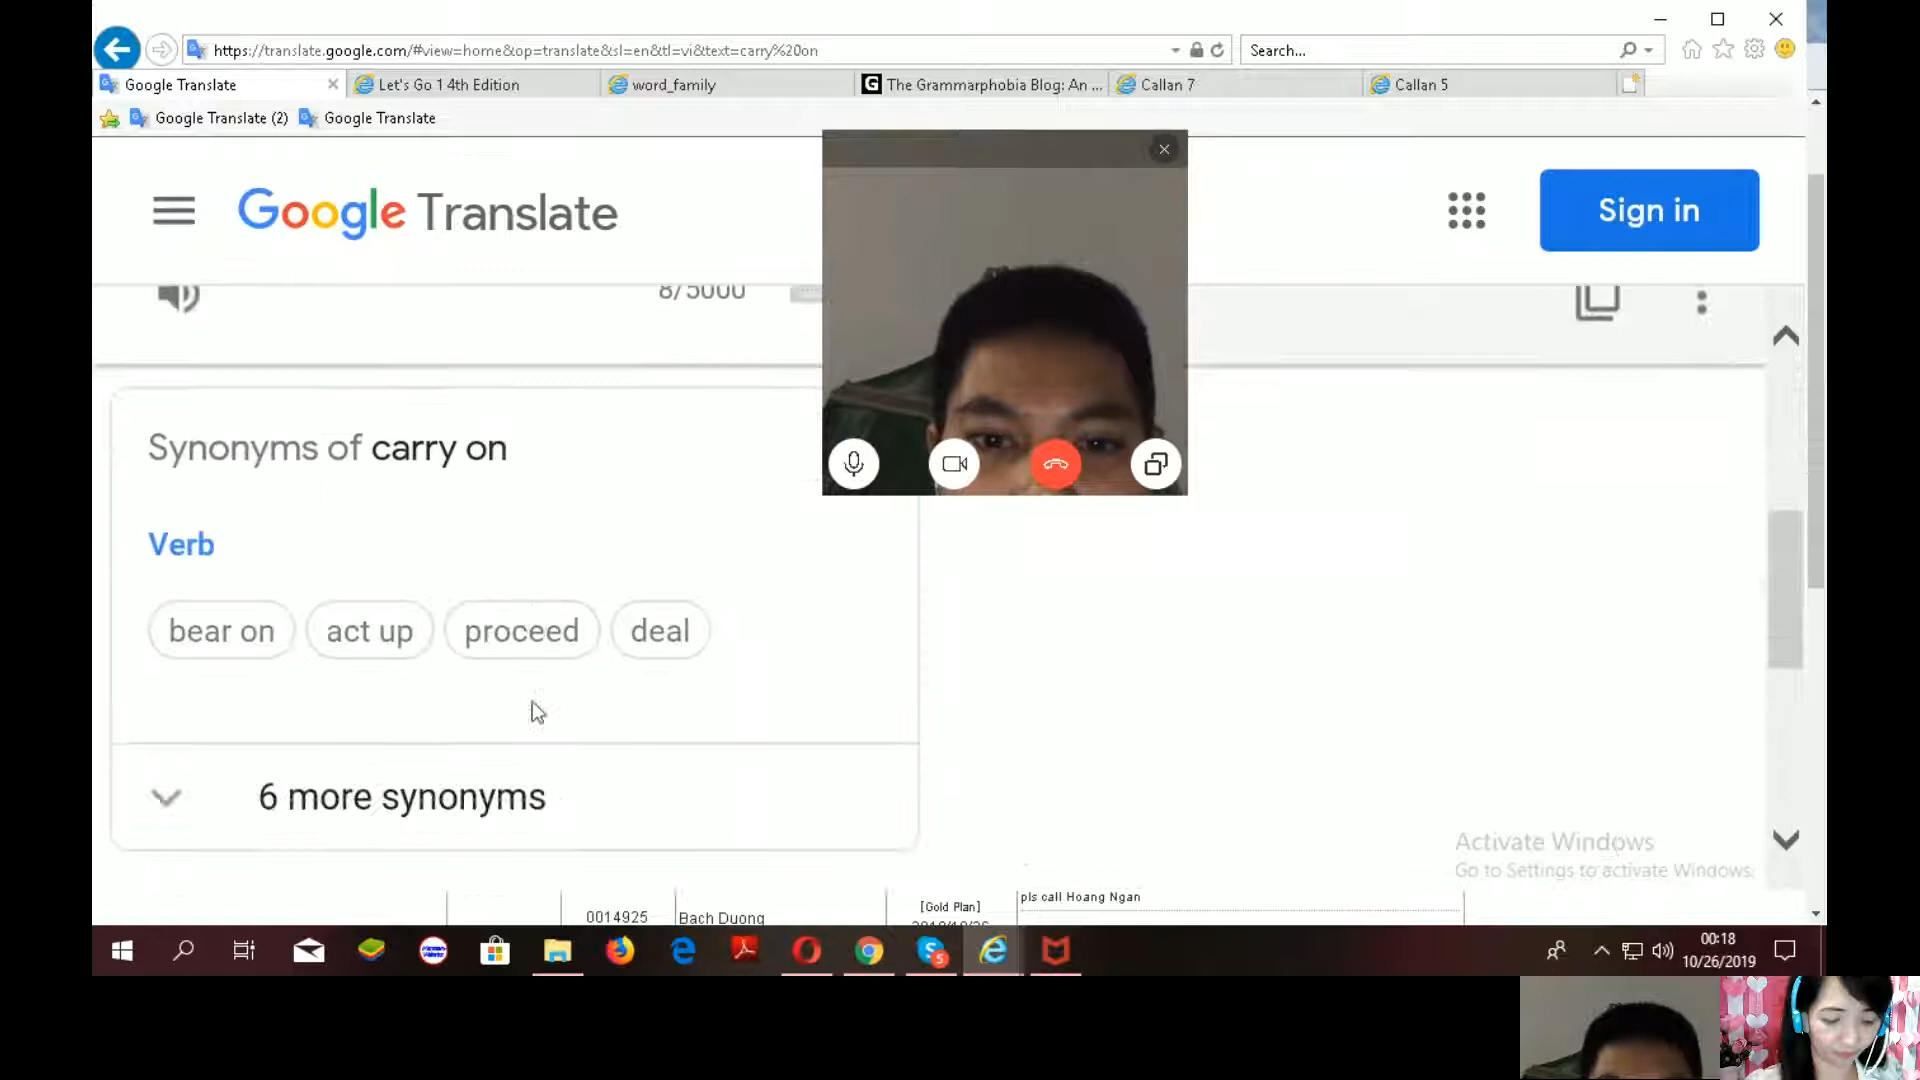 https://translate.google.com/#view=home&op=translate&sl=en&tl=vi&text=carry%20on
Search...
Google Translate
Let's Go 1 4th Edition
word_family
G
The Grammarphobia Blog: An ...
Callan 7
Callan 5
Google Translate (2)
Google Translate
Google Translate
Sign in
8/5000
Synonyms of carry on
Verb
bear on
act up
proceed
deal
6 more synonyms
Activate Windows
Go to Settings to activate Windows.
0014925
Bach Duong
[Gold Plan]
pls call Hoang Ngan
S
5
00:18
10/26/2019